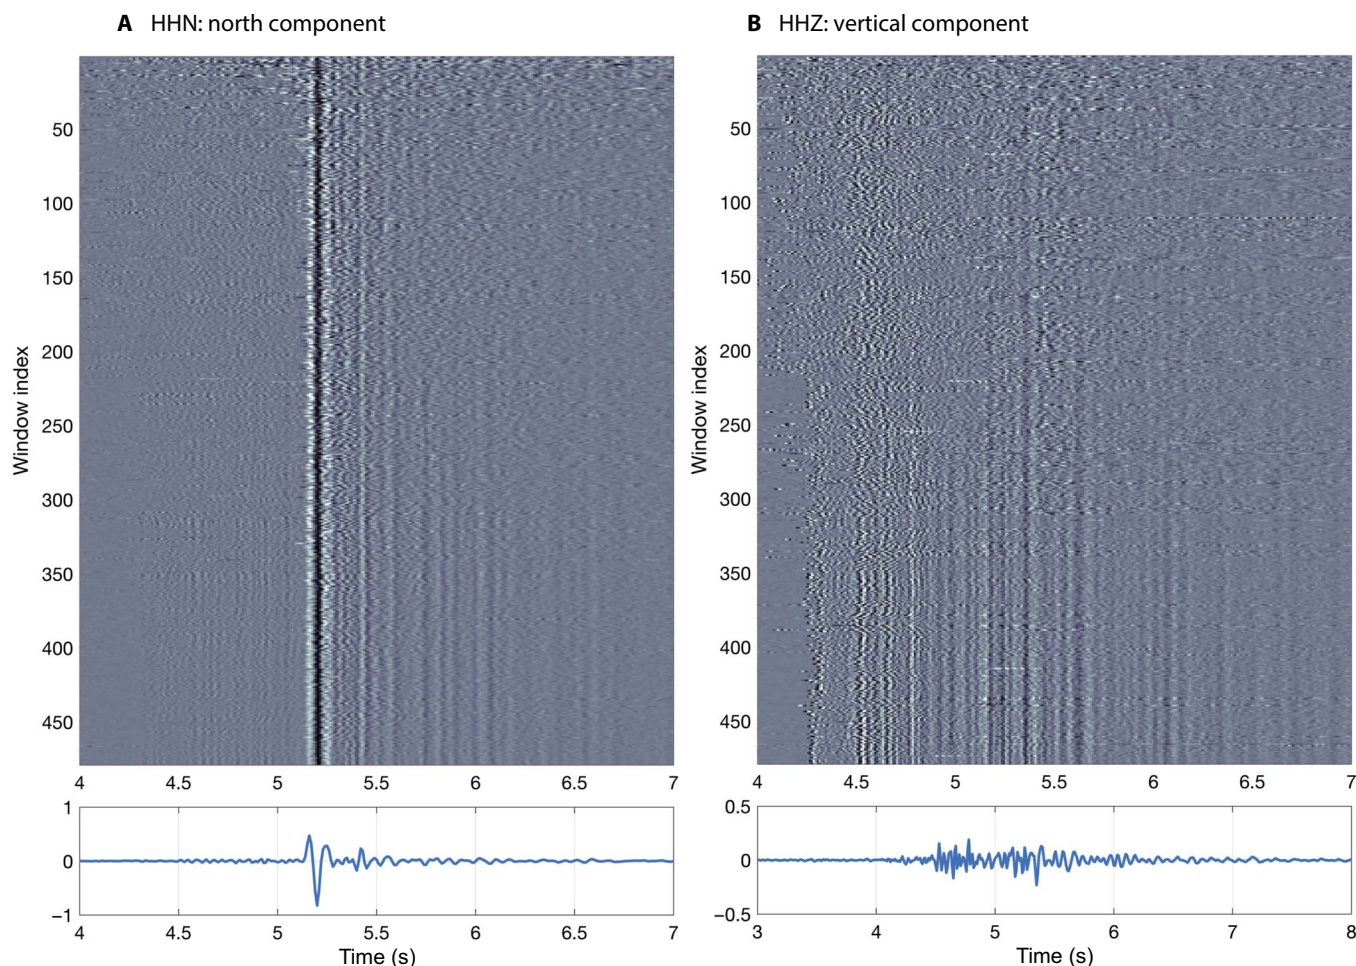 A HHN: north component
B HHZ: vertical component
Window index
50
100
150
200
250
300
350
400
450
4 4.5 5 5.5 6 6.5 7
1
0
−1
4 4.5 5 5.5 6 6.5 7
Time (s)
Window index
50
100
150
200
250
300
350
400
450
4 4.5 5 5.5 6 6.5 7
0.5
0
−0.5
3 4 5 6 7 8
Time (s)